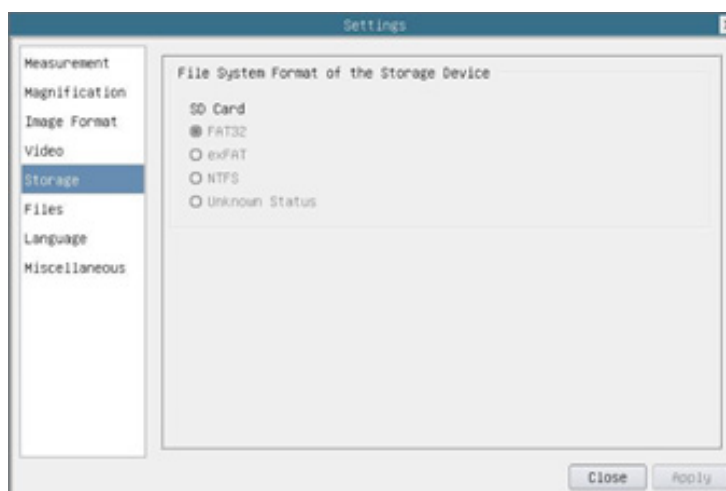 Settings
Measurement
Magnification
Image Format
Video
Storage
Files
Language
Miscellaneous
File System Format of the Storage Device
SD Card
FAT32
exFAT
NTFS
Unknown Status
Close
Apply